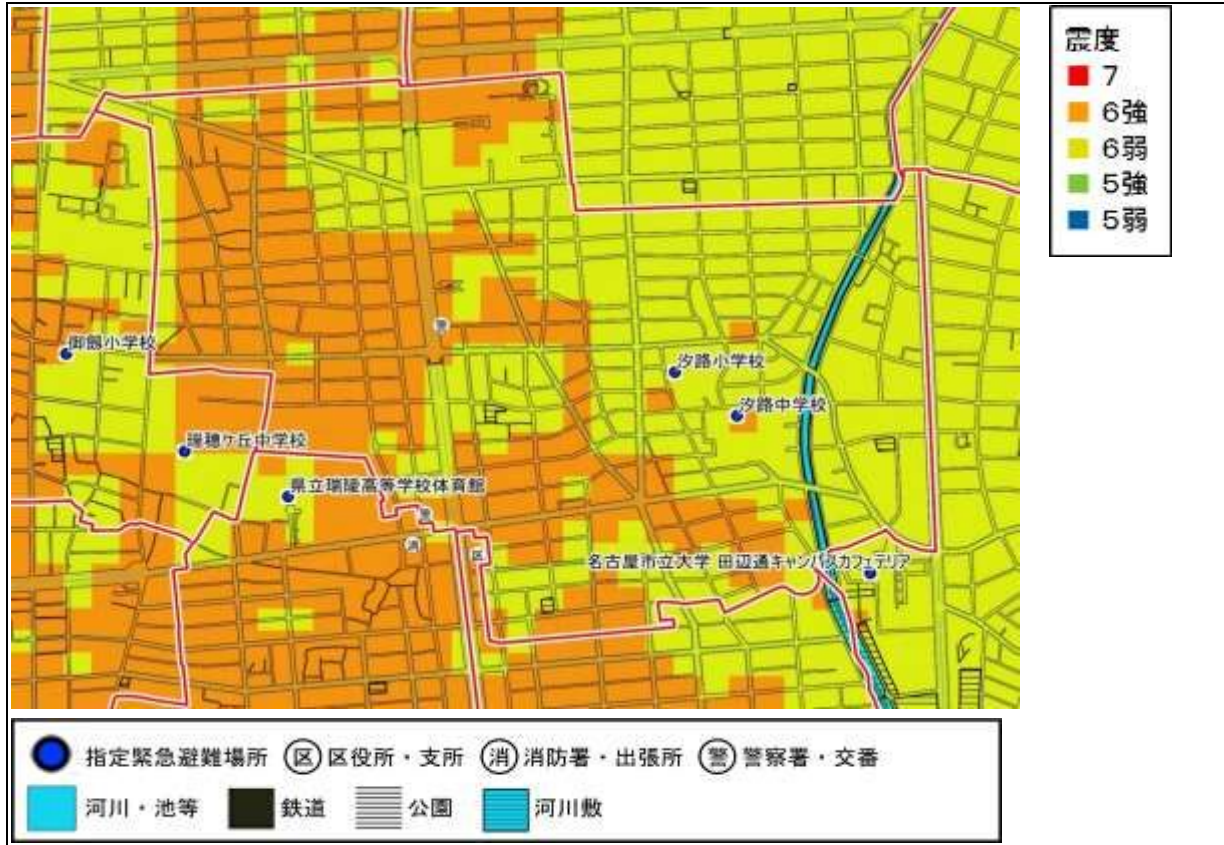 震度
7
6強
6弱
5強
5弱
警
御劔小学校
汐路小学校
汐路中学校
瑞穂ケ丘中学校
県立瑞陵高等学校体育館
警
消
区
名古屋市立大学 田辺通キャンパスカフェテリア
指定緊急避難場所 区 区役所・支所 消 消防署・出張所 警 警察署・交番
河川・池等 鉄道 公園 河川敷